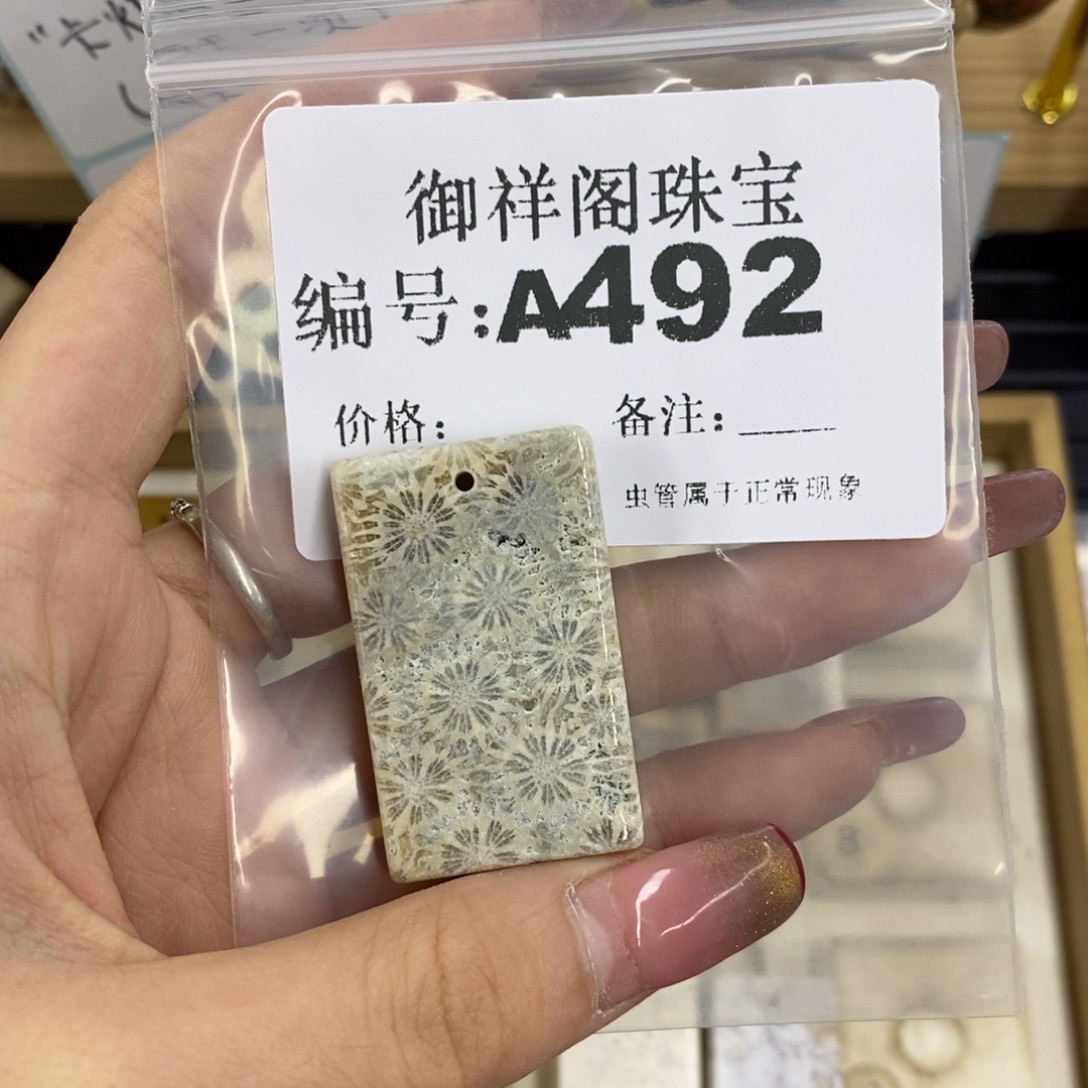 御祥阁珠宝
编号:A492
价格:
备注:____
虫管属于正常现象